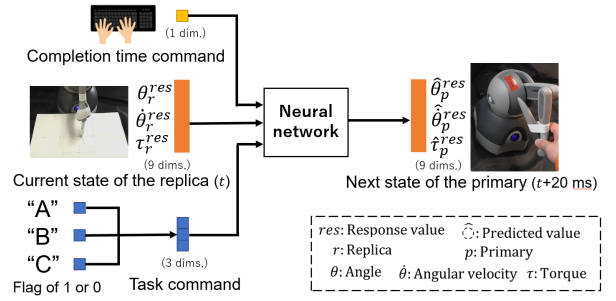 (1 dim.)
Completion time command
θ_r^{res}
θ̇_r^{res}
τ_r^{res}
(9 dims.)
Current state of the replica (t)
Neural
network
θ̂_p^{res}
θ̇̂_p^{res}
τ̂_p^{res}
(9 dims.)
Next state of the primary (t+20 ms)
“A”
“B”
“C”
Flag of 1 or 0
(3 dims.)
Task command
res: Response value ◌̂: Predicted value
r: Replica p: Primary
θ: Angle θ̇: Angular velocity τ: Torque